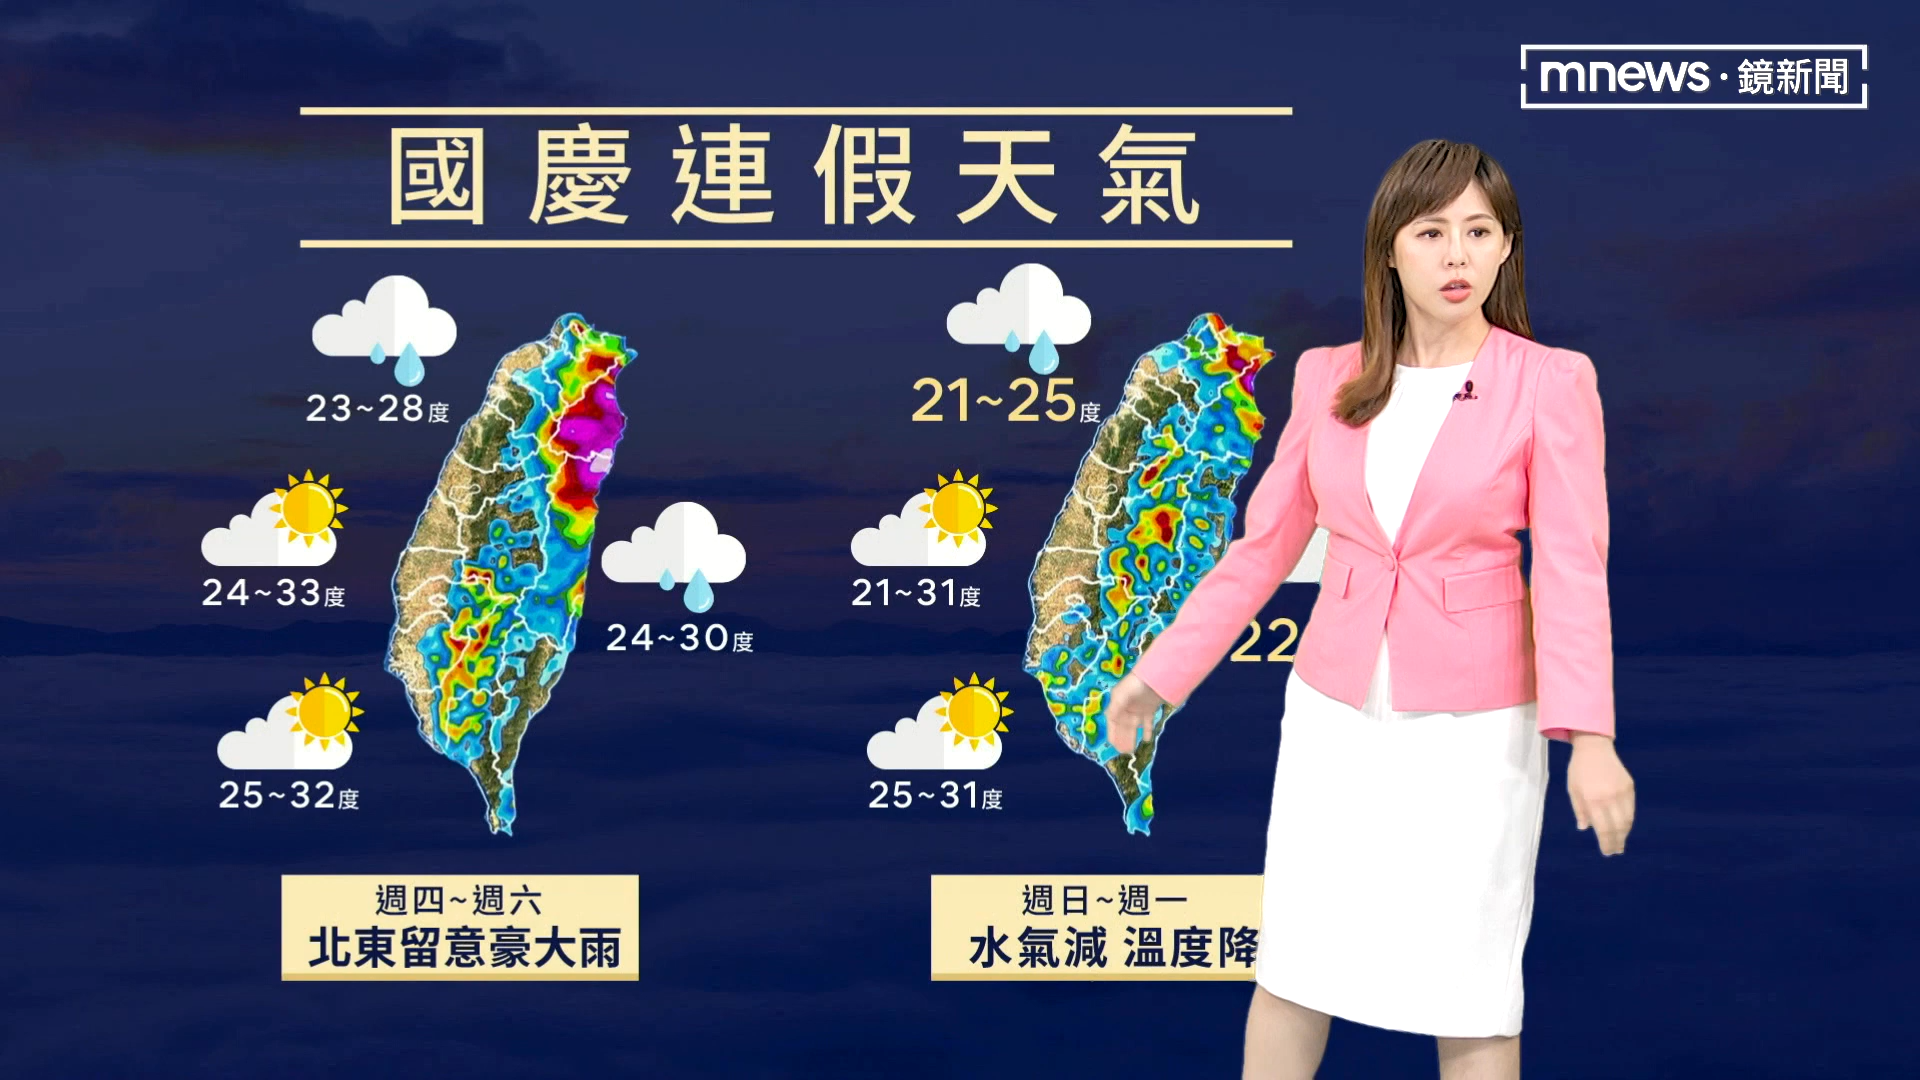 mnews·鏡新聞
國慶連假天氣
23~28度
24~33度
24~30度
25~32度
週四~週六
北東留意豪大雨
21~25度
21~31度
22
25~31度
週日~週一
水氣減 溫度降